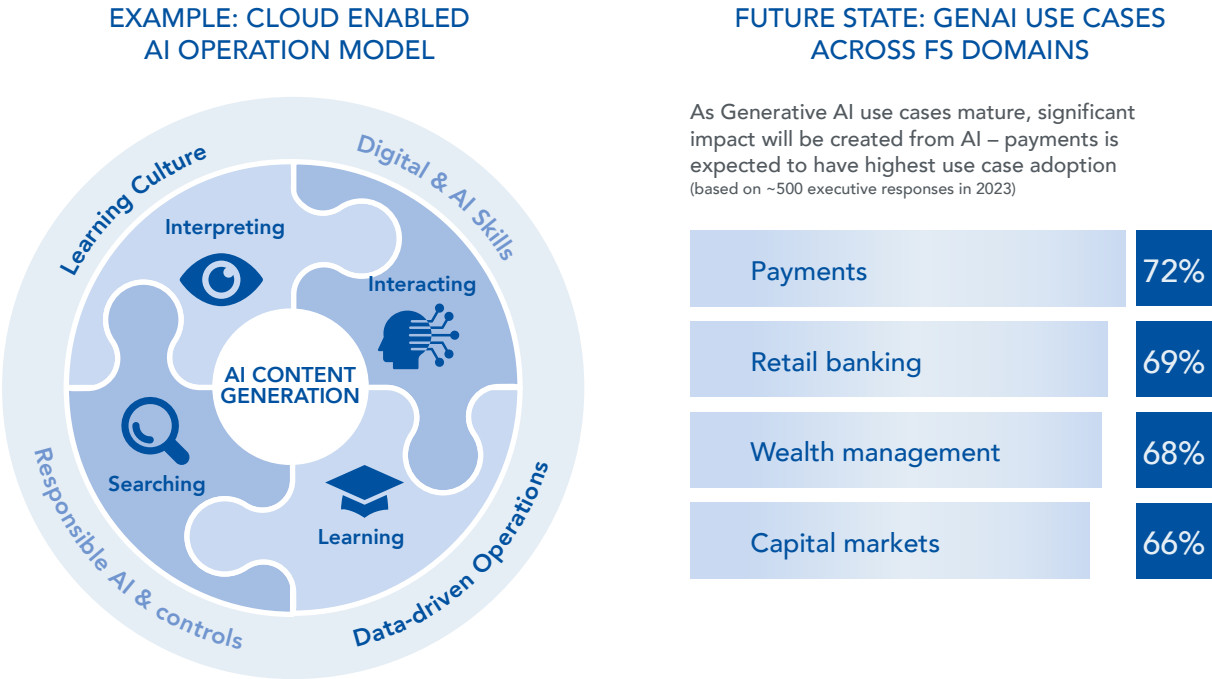 EXAMPLE: CLOUD ENABLED
AI OPERATION MODEL
Learning Culture
Digital & AI Skills
Interpreting
Interacting
AI CONTENT
GENERATION
Searching
Learning
Responsible AI & controls
Data-driven Operations
FUTURE STATE: GENAI USE CASES
ACROSS FS DOMAINS
As Generative AI use cases mature, significant
impact will be created from AI – payments is
expected to have highest use case adoption
(based on ~500 executive responses in 2023)
Payments 72%
Retail banking 69%
Wealth management 68%
Capital markets 66%